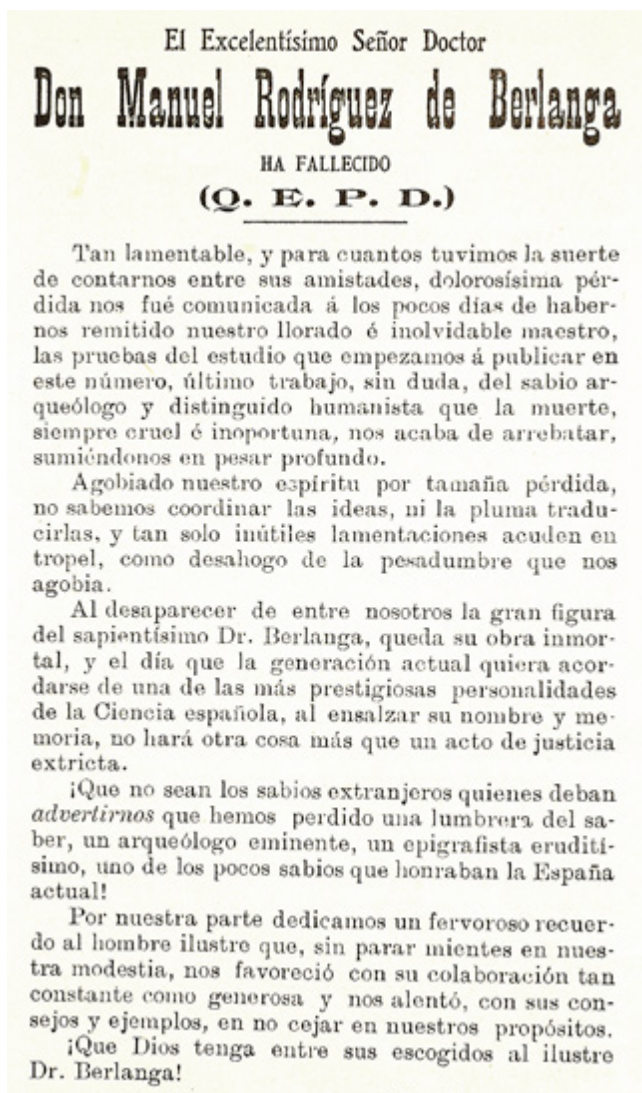 El Excelentísimo Señor Doctor
Don Manuel Rodríguez de Berlanga
HA FALLECIDO
(Q. E. P. D.)
Tan lamentable, y para cuantos tuvimos la suerte
de contarnos entre sus amistades, dolorosísima pér-
dida nos fué comunicada á los pocos días de haber-
nos remitido nuestro llorado é inolvidable maestro,
las pruebas del estudio que empezamos á publicar en
este número, último trabajo, sin duda, del sabio ar-
queólogo y distinguido humanista que la muerte,
siempre cruel é inoportuna, nos acaba de arrebatar,
sumiéndonos en pesar profundo.
Agobiado nuestro espíritu por tamaña pérdida,
no sabemos coordinar las ideas, ni la pluma tradu-
cirlas, y tan solo inútiles lamentaciones acuden en
tropel, como desahogo de la pesadumbre que nos
agobia.
Al desaparecer de entre nosotros la gran figura
del sapientísimo Dr. Berlanga, queda su obra inmor-
tal, y el día que la generación actual quiera acor-
darse de una de las más prestigiosas personalidades
de la Ciencia española, al ensalzar su nombre y me-
moria, no hará otra cosa más que un acto de justicia
extricta.
¡Que no sean los sabios extranjeros quienes deban
advertirnos que hemos perdido una lumbrera del sa-
ber, un arqueólogo eminente, un epigrafista erudití-
simo, uno de los pocos sabios que honraban la España
actual!
Por nuestra parte dedicamos un fervoroso recuer-
do al hombre ilustre que, sin parar mientes en nues-
tra modestia, nos favoreció con su colaboración tan
constante como generosa y nos alentó, con sus con-
sejos y ejemplos, en no cejar en nuestros propósitos.
¡Que Dios tenga entre sus escogidos al ilustre
Dr. Berlanga!